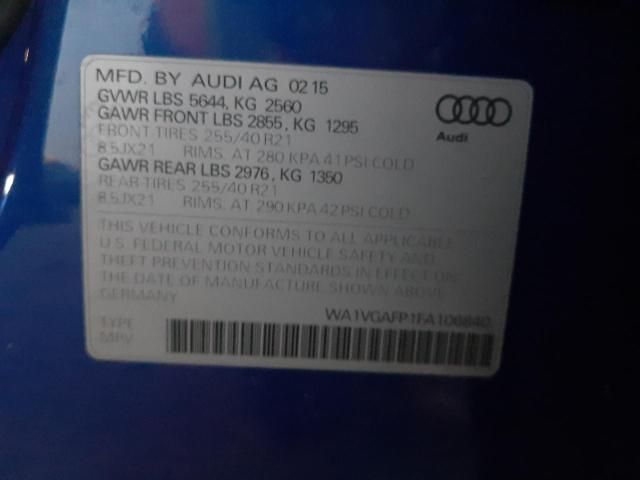 MFD. BY AUDI AG 02 15
GVWR LBS 5644, KG 2560
GAWR FRONT LBS 2855, KG 1295
FRONT-TIRES 255/40 R21
8.5JX21 RIMS. AT 280 KPA 41 PSI COLD
GAWR REAR LBS 2976, KG 1350
REAR-TIRES 255/40 R21
8.5JX21 RIMS. AT 290 KPA 42 PSI COLD
Audi
THIS VEHICLE CONFORMS TO ALL APPLICABLE
U.S. FEDERAL MOTOR VEHICLE SAFETY AND
THEFT PREVENTION STANDARDS IN EFFECT ON
THE DATE OF MANUFACTURE SHOWN ABOVE.
GERMANY
WA1VGAFP1FA106840
TYPE
MPV